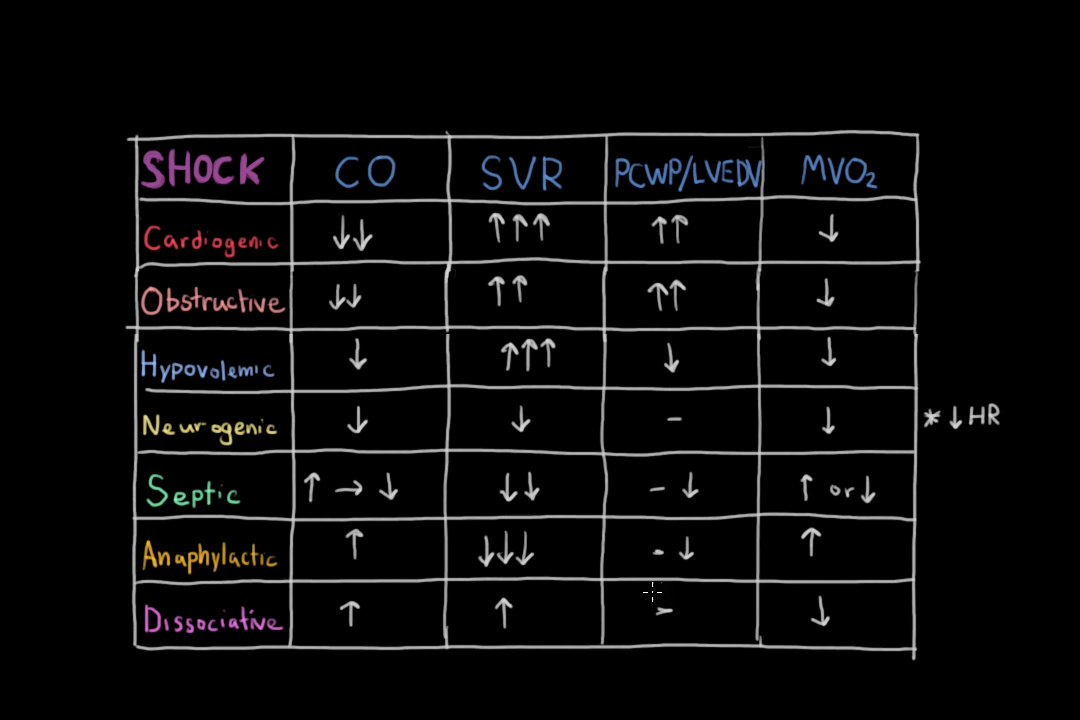 SHOCK CO SVR PCWP/LVEDV MVO₂
Cardiogenic ↓↓ ↑↑↑ ↑↑ ↓
Obstructive ↓↓ ↑↑ ↑↑ ↓
Hypovolemic ↓ ↑↑↑ ↓ ↓
Neurogenic ↓ ↓ - ↓ * ↓ HR
Septic ↑ → ↓ ↓↓ - ↓ ↑ or ↓
Anaphylactic ↑ ↓↓↓ - ↓ ↑
Dissociative ↑ ↑ - ↓